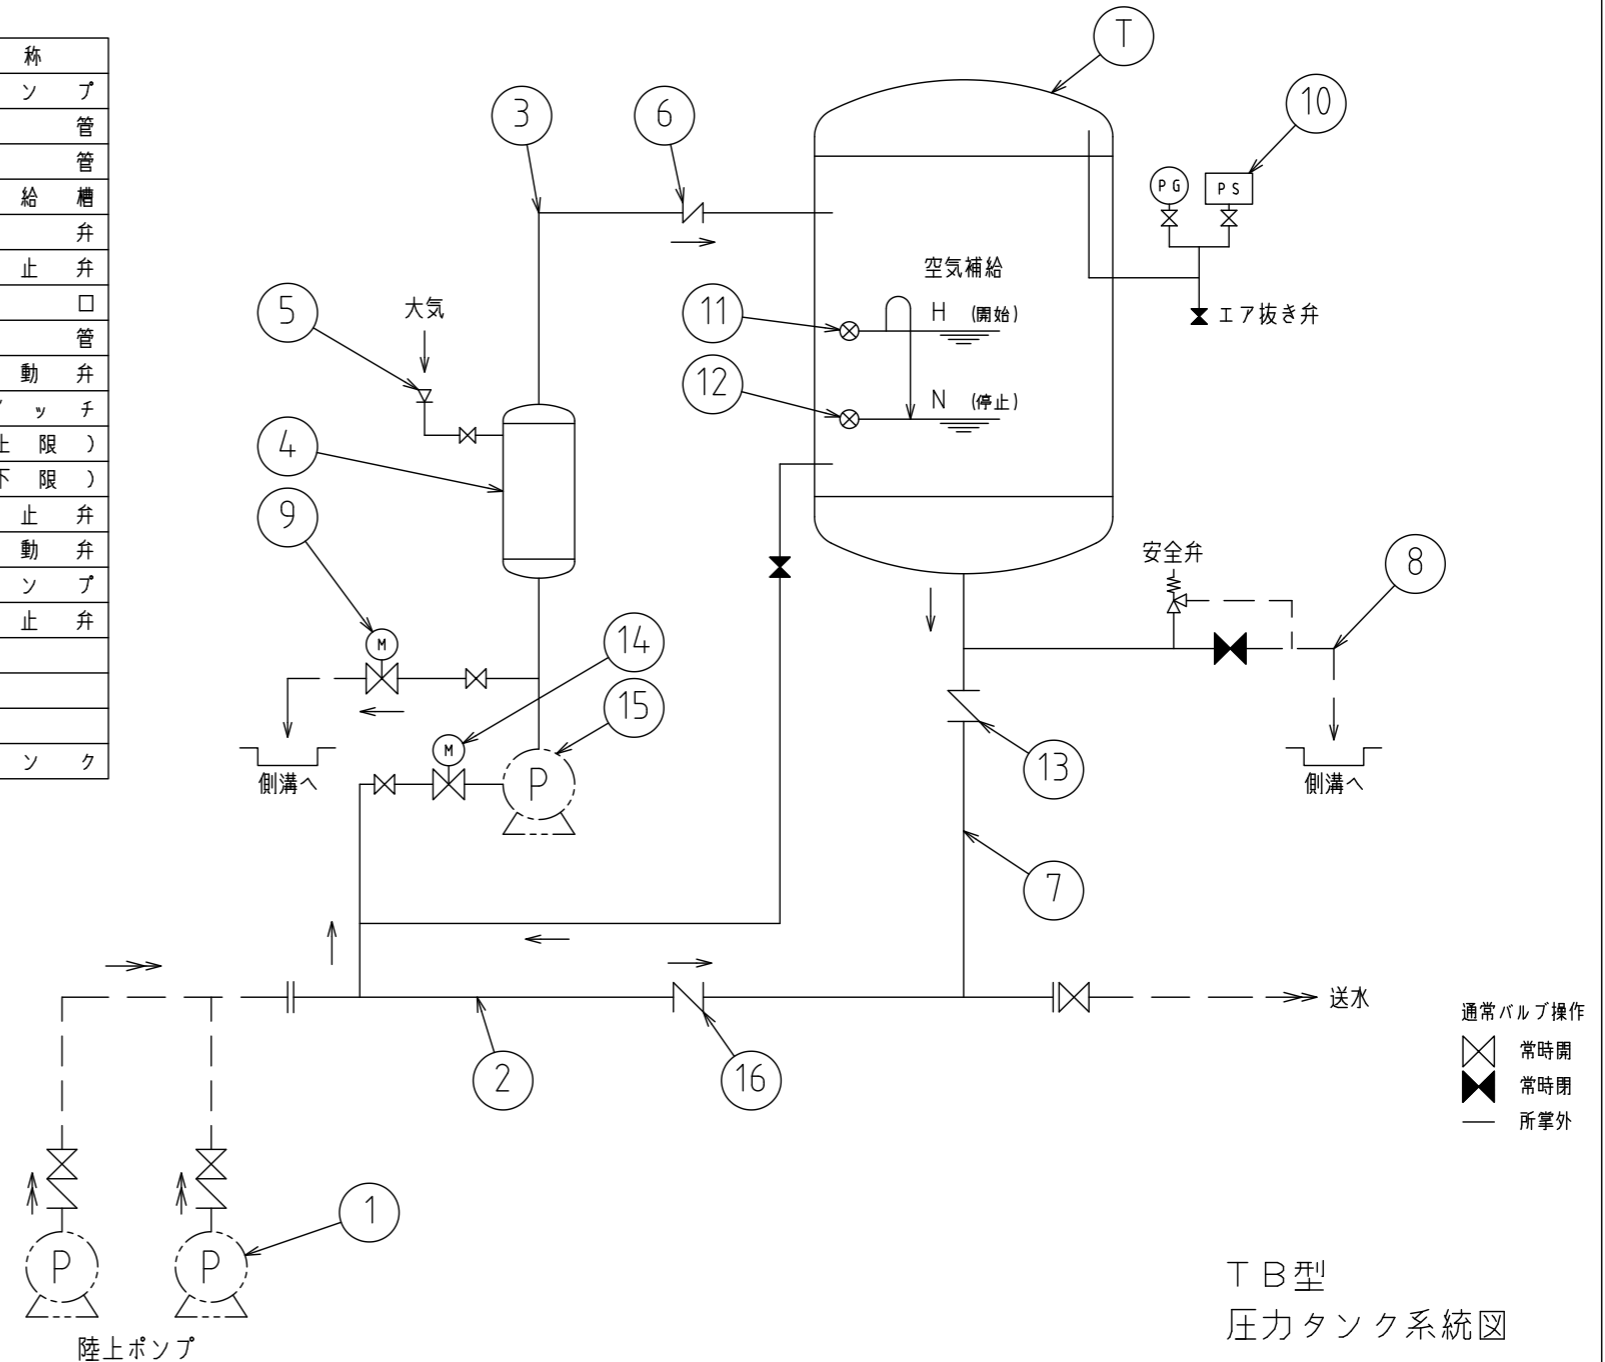 称
ンプ
管
管
給槽
弁
止弁
口
管
動弁
ッチ
限)
限)
止弁
動弁
ンプ
止弁
ンク
T
3
6
10
PG
PS
エア抜き弁
空気補給
11
H (開始)
12
N (停止)
5
大気
4
9
M
14
M
15
P
側溝へ
安全弁
8
13
側溝へ
7
2
16
送水
通常バルブ操作
常時開
常時閉
所掌外
1
P
P
陸上ポンプ
TB型
圧力タンク系統図